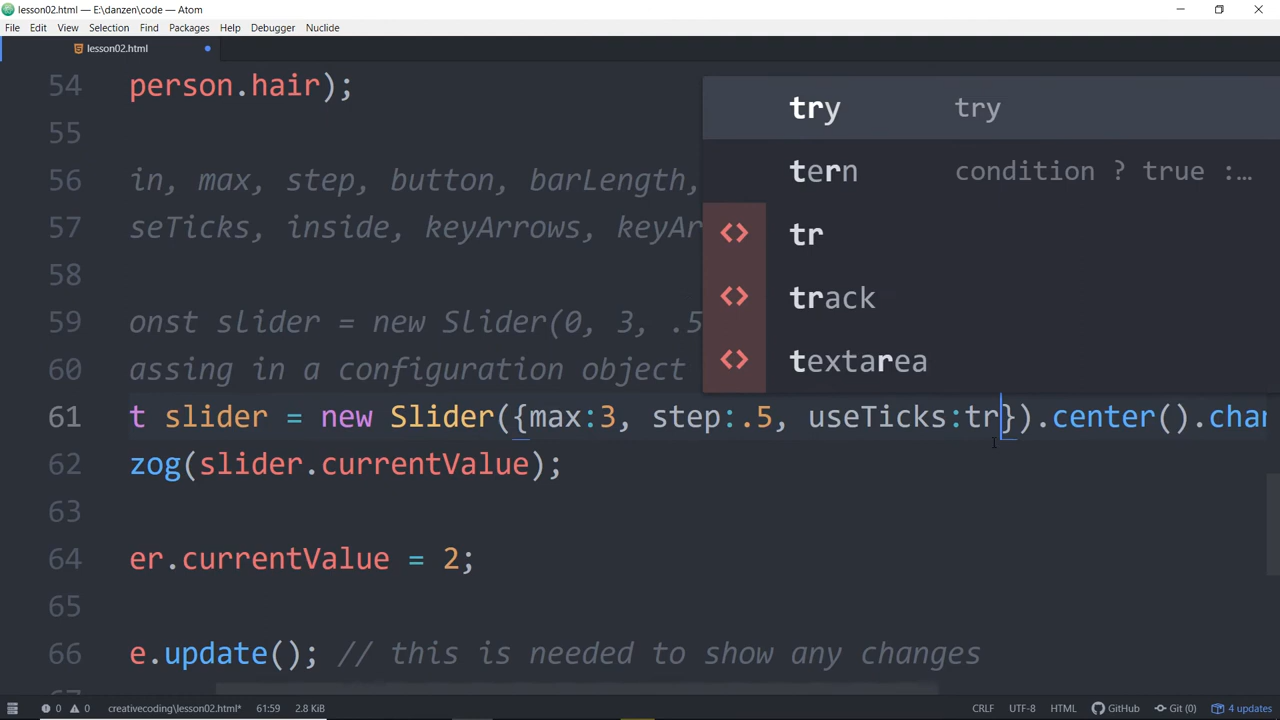 lesson02.html — E:\danzen\code — Atom
File Edit View Selection Find Packages Help Debugger Nuclide
lesson02.html
54 person.hair);
55
56 in, max, step, button, barLength,
57 seTicks, inside, keyArrows, keyAr
58
59 onst slider = new Slider(0, 3, .5
60 assing in a configuration object
61 t slider = new Slider({max:3, step:.5, useTicks:tr}).center().chan
62 zog(slider.currentValue);
63
64 er.currentValue = 2;
65
66 e.update(); // this is needed to show any changes
try try
tern condition ? true :…
<> tr
<> track
<> textarea
0 0 creativecoding\lesson02.html* 61:59 2.8 KiB CRLF UTF-8 HTML GitHub Git (0) 4 updates